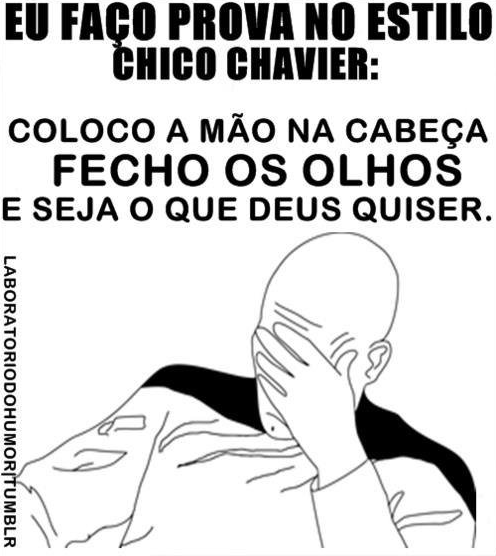 EU FAÇO PROVA NO ESTILO
CHICO CHAVIER:
COLOCO A MÃO NA CABEÇA
FECHO OS OLHOS
E SEJA O QUE DEUS QUISER.
LABORATORIODOHUMOR|TUMBLR